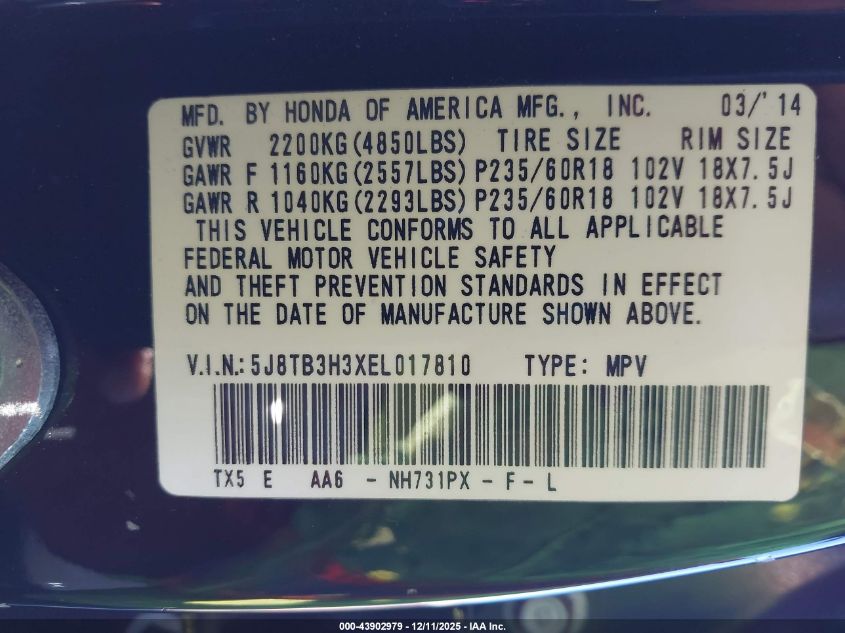 MFD. BY HONDA OF AMERICA MFG., INC. 03/'14
GVWR 2200KG(4850LBS) TIRE SIZE RIM SIZE
GAWR F 1160KG(2557LBS) P235/60R18 102V 18X7.5J
GAWR R 1040KG(2293LBS) P235/60R18 102V 18X7.5J
THIS VEHICLE CONFORMS TO ALL APPLICABLE
FEDERAL MOTOR VEHICLE SAFETY
AND THEFT PREVENTION STANDARDS IN EFFECT
ON THE DATE OF MANUFACTURE SHOWN ABOVE.
V.I.N.: 5J8TB3H3XEL017810 TYPE: MPV
TX5 E AA6 - NH731PX - F - L
000-43902979 - 12/11/2025 - IAA Inc.